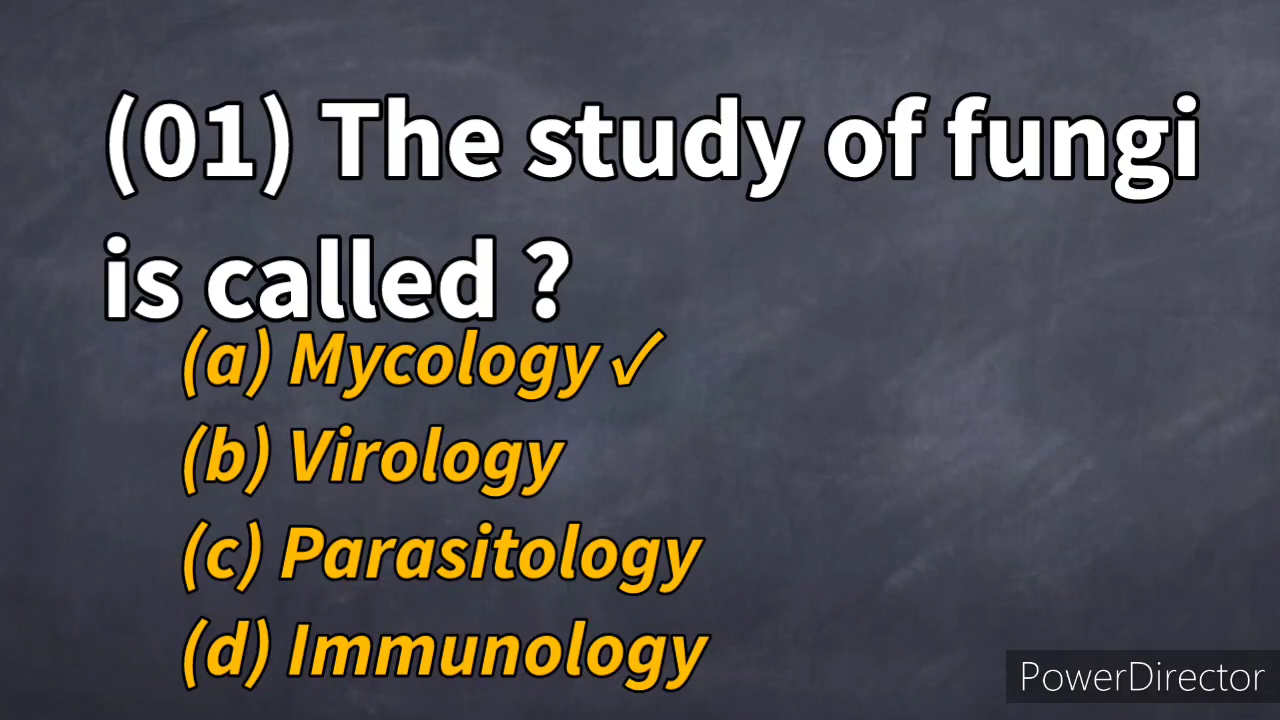 (01) The study of fungi
is called ?
(a) Mycology ✓
(b) Virology
(c) Parasitology
(d) Immunology
PowerDirector